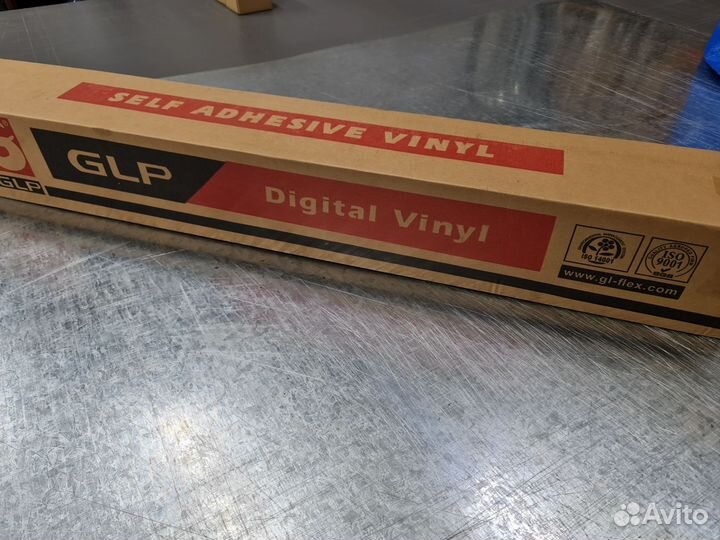 SELF ADHESIVE VINYL
GLP
GLP
Digital Vinyl
ISO 14001
ISO
9001
www.gl-flex.com
Avito